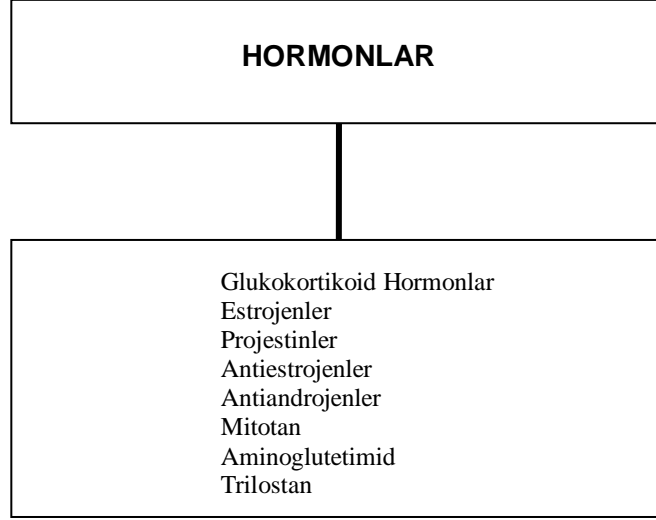 HORMONLAR
Glukokortikoid Hormonlar
Estrojenler
Projestinler
Antiestrojenler
Antiandrojenler
Mitotan
Aminoglutetimid
Trilostan